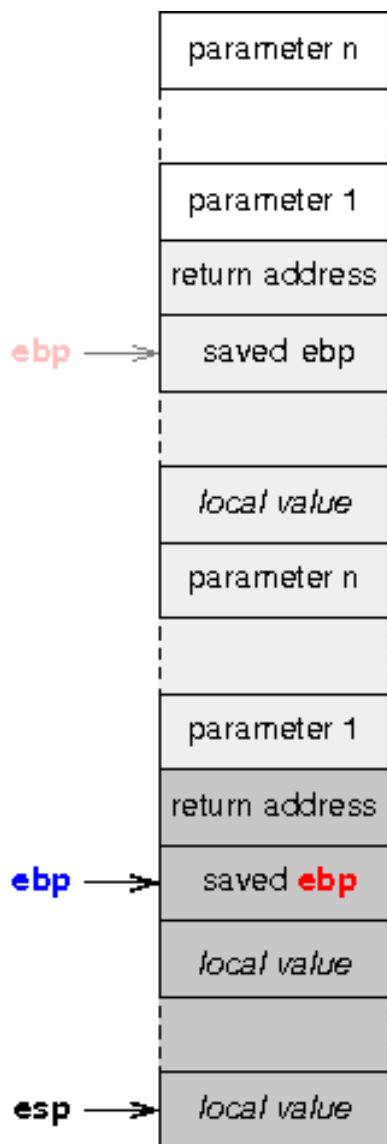 parameter n
parameter 1
return address
ebp saved ebp
local value
parameter n
parameter 1
return address
ebp saved ebp
local value
esp local value